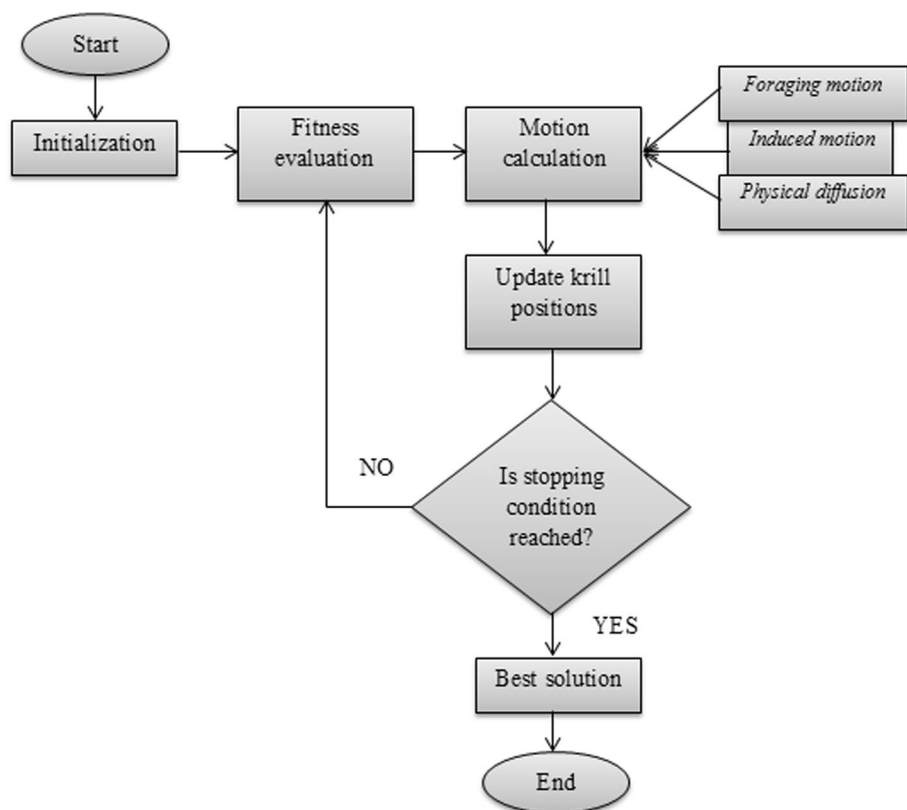 Start
Initialization
Fitness
evaluation
Motion
calculation
Foraging motion
Induced motion
Physical diffusion
Update krill
positions
Is stopping
condition
reached?
NO
YES
Best solution
End